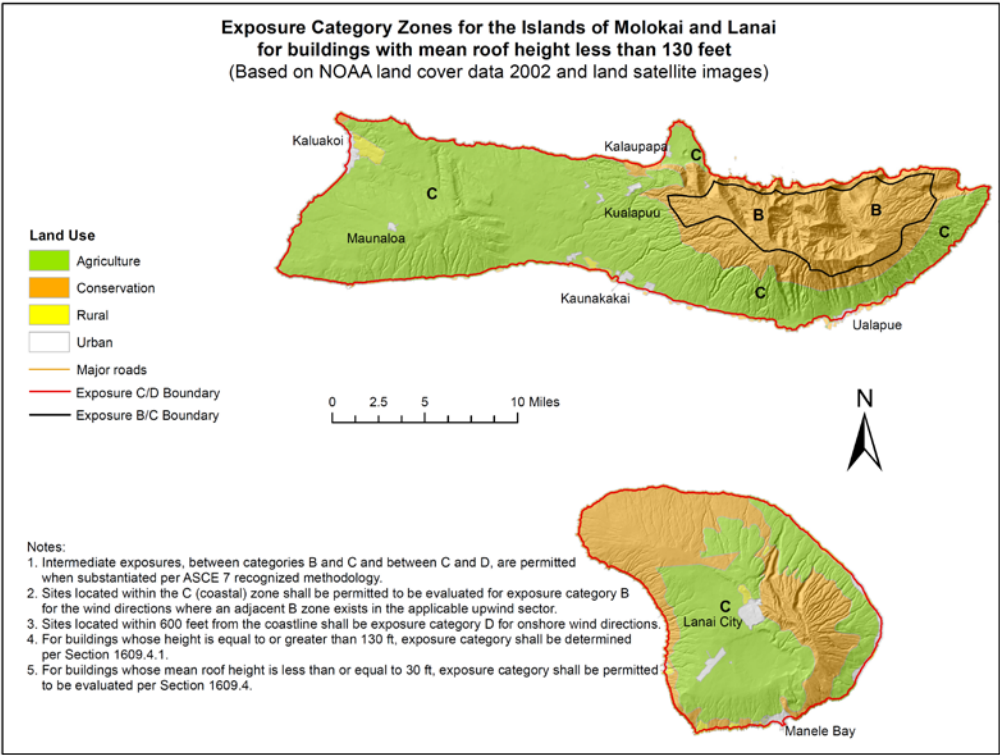 Exposure Category Zones for the Islands of Molokai and Lanai
for buildings with mean roof height less than 130 feet
(Based on NOAA land cover data 2002 and land satellite images)
Kaluakoi
Kalaupapa
C
C
B
B
Kualapuu
C
Maunaloa
C
Kaunakakai
Ualapue
Land Use
Agriculture
Conservation
Rural
Urban
Major roads
Exposure C/D Boundary
Exposure B/C Boundary
0 2.5 5 10 Miles
N
C
Lanai City
Manele Bay
Notes:
1. Intermediate exposures, between categories B and C and between C and D, are permitted
when substantiated per ASCE 7 recognized methodology.
2. Sites located within the C (coastal) zone shall be permitted to be evaluated for exposure category B
for the wind directions where an adjacent B zone exists in the applicable upwind sector.
3. Sites located within 600 feet from the coastline shall be exposure category D for onshore wind directions.
4. For buildings whose height is equal to or greater than 130 ft, exposure category shall be determined
per Section 1609.4.1.
5. For buildings whose mean roof height is less than or equal to 30 ft, exposure category shall be permitted
to be evaluated per Section 1609.4.